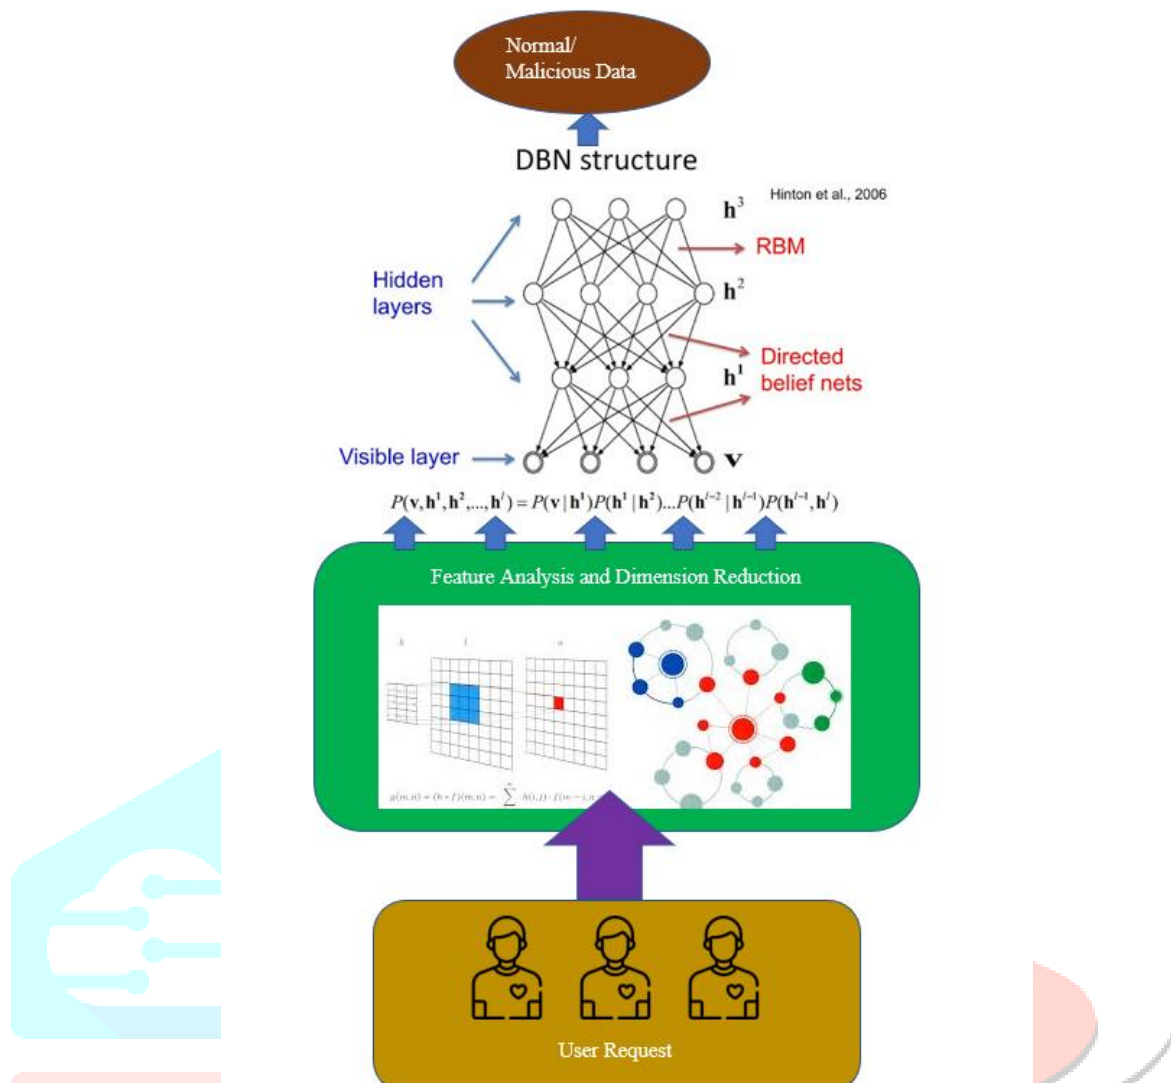 Normal/
Malicious Data
DBN structure
Hinton et al., 2006
h³
RBM
Hidden
layers
h²
Directed
belief nets
h¹
Visible layer
v
P(v, h¹, h²,..., hˡ) = P(v | h¹)P(h¹ | h²)...P(hˡ⁻² | hˡ⁻¹)P(hˡ⁻¹, hˡ)
Feature Analysis and Dimension Reduction
h f
g(m,n) = (h∗f)(m,n) = ∑ h(i,j)·f(m−i,n
User Request